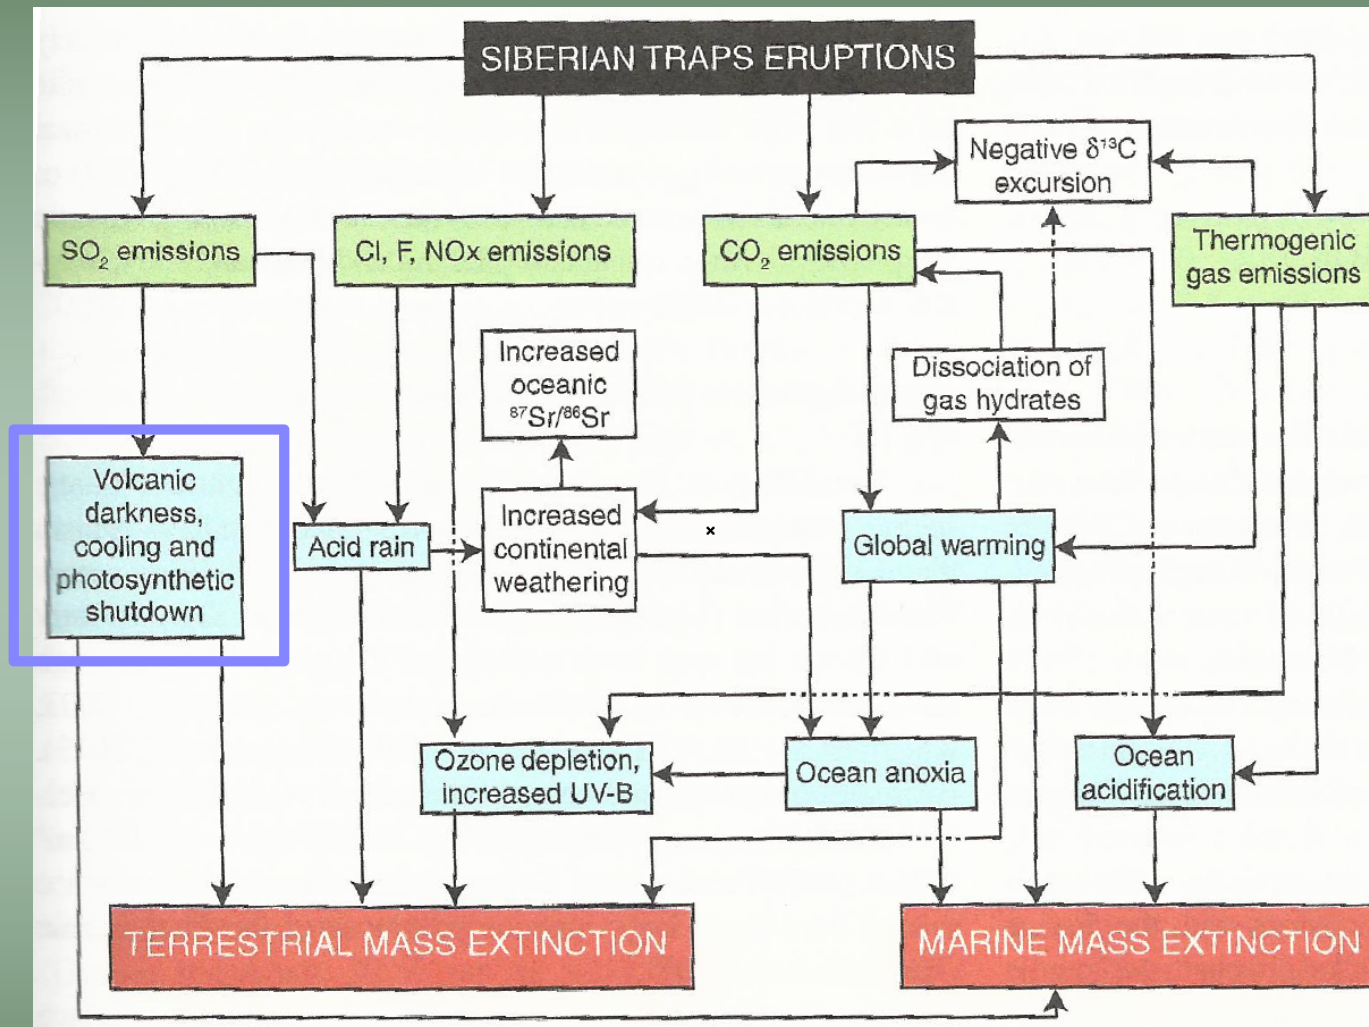 SIBERIAN TRAPS ERUPTIONS
Negative δ¹³C
excursion
SO₂ emissions
Cl, F, NOx emissions
CO₂ emissions
Thermogenic
gas emissions
Increased
oceanic
⁸⁷Sr/⁸⁶Sr
Dissociation of
gas hydrates
Volcanic
darkness,
cooling and
photosynthetic
shutdown
Acid rain
Increased
continental
weathering
x
Global warming
Ozone depletion,
increased UV-B
Ocean anoxia
Ocean
acidification
TERRESTRIAL MASS EXTINCTION
MARINE MASS EXTINCTION